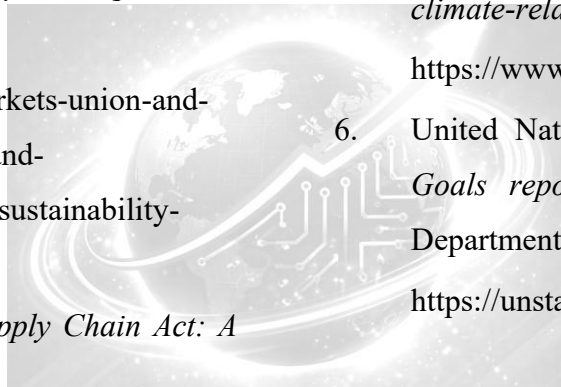 rkets-union-and-
nd-
sustainability-
pply Chain Act: A
climate-rela
https://www
6. United Nat
Goals repo
Department
https://unsta